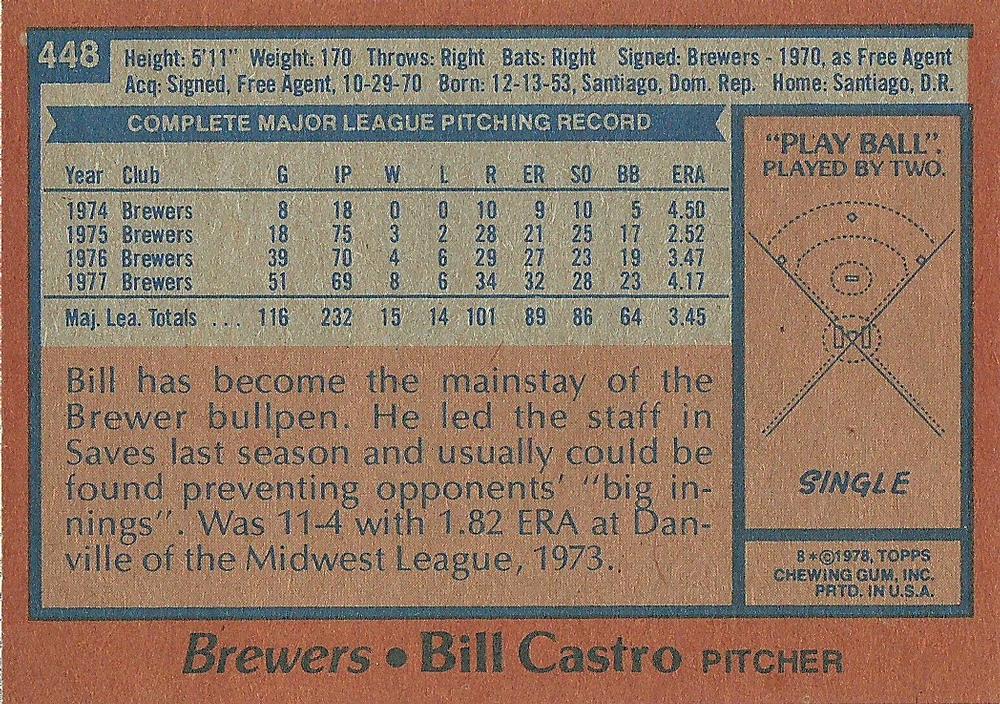 448
Height: 5'11" Weight: 170 Throws: Right Bats: Right Signed: Brewers - 1970, as Free Agent
Acq: Signed, Free Agent, 10-29-70 Born: 12-13-53, Santiago, Dom. Rep. Home: Santiago, D.R.
COMPLETE MAJOR LEAGUE PITCHING RECORD
Year Club G IP W L R ER SO BB ERA
1974 Brewers 8 18 0 0 10 9 10 5 4.50
1975 Brewers 18 75 3 2 28 21 25 17 2.52
1976 Brewers 39 70 4 6 29 27 23 19 3.47
1977 Brewers 51 69 8 6 34 32 28 23 4.17
Maj. Lea. Totals .... 116 232 15 14 101 89 86 64 3.45
Bill has become the mainstay of the
Brewer bullpen. He led the staff in
Saves last season and usually could be
found preventing opponents' "big in-
nings". Was 11-4 with 1.82 ERA at Dan-
ville of the Midwest League, 1973..
"PLAY BALL".
PLAYED BY TWO.
SINGLE
8*©1978, TOPPS
CHEWING GUM, INC.
PRTD. IN U.S.A.
Brewers • Bill Castro PITCHER